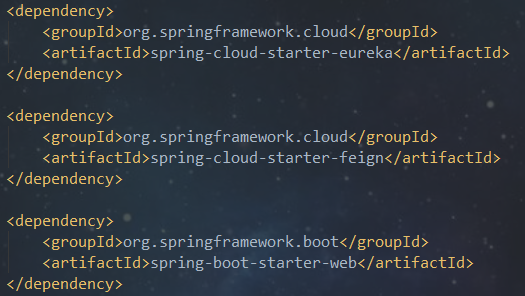 <dependency>
    <groupId>org.springframework.cloud</groupId>
    <artifactId>spring-cloud-starter-eureka</artifactId>
</dependency>

<dependency>
    <groupId>org.springframework.cloud</groupId>
    <artifactId>spring-cloud-starter-feign</artifactId>
</dependency>

<dependency>
    <groupId>org.springframework.boot</groupId>
    <artifactId>spring-boot-starter-web</artifactId>
</dependency>